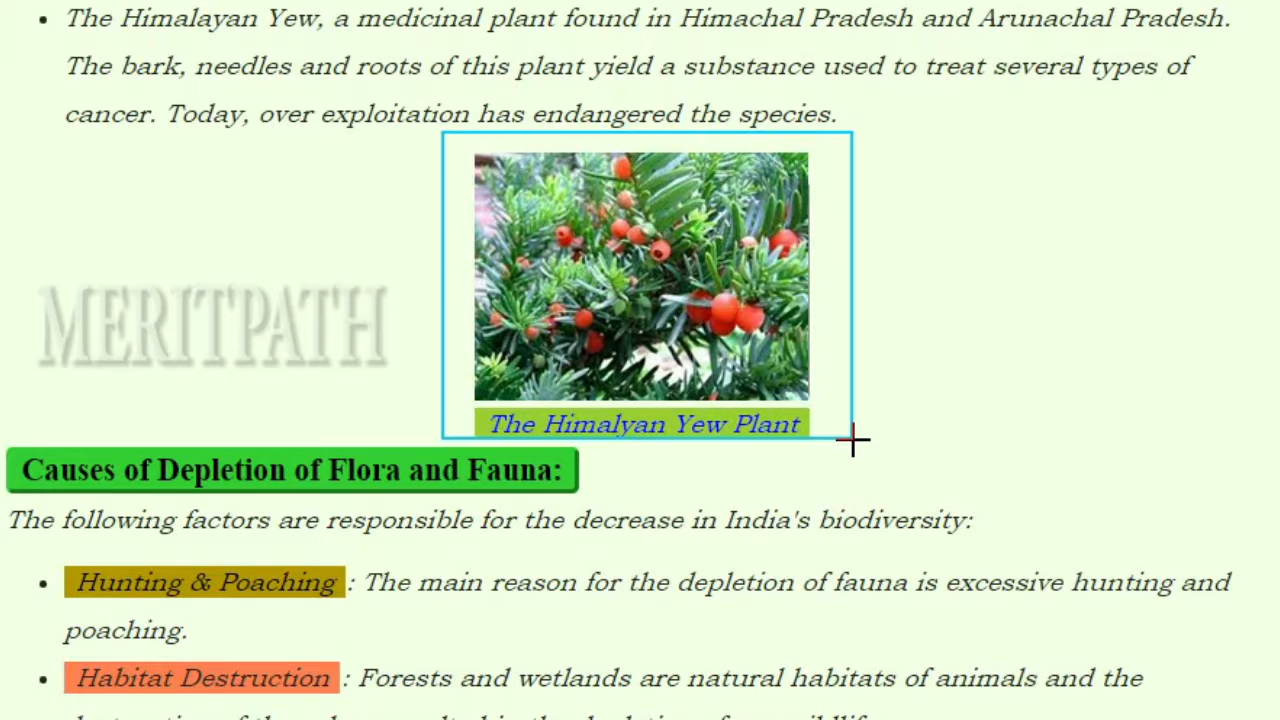 • The Himalayan Yew, a medicinal plant found in Himachal Pradesh and Arunachal Pradesh.
The bark, needles and roots of this plant yield a substance used to treat several types of
cancer. Today, over exploitation has endangered the species.
MERITPATH
The Himalyan Yew Plant
Causes of Depletion of Flora and Fauna:
The following factors are responsible for the decrease in India's biodiversity:
• Hunting & Poaching : The main reason for the depletion of fauna is excessive hunting and
poaching.
• Habitat Destruction : Forests and wetlands are natural habitats of animals and the